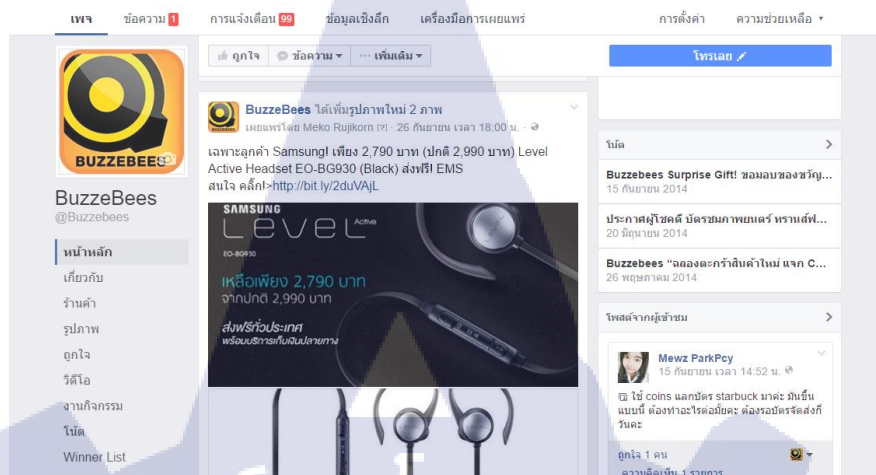 เพจ ข้อความ 1 การแจ้งเตือน 99 ข้อมูลเชิงลึก เครื่องมือการเผยแพร่ การตั้งค่า ความช่วยเหลือ
ถูกใจ ข้อความ ··· เพิ่มเติม
โทรเลย
BUZZEBEES
BuzzeBees
@Buzzebees
หน้าหลัก
เกี่ยวกับ
ร้านค้า
รูปภาพ
ถูกใจ
วิดีโอ
งานกิจกรรม
โน้ต
Winner List
BuzzeBees ได้เพิ่มรูปภาพใหม่ 2 ภาพ
เผยแพร่โดย Meko Rujikorn [?] · 26 กันยายน เวลา 18:00 น. ·
เฉพาะลูกค้า Samsung! เพียง 2,790 บาท (ปกติ 2,990 บาท) Level
Active Headset EO-BG930 (Black) ส่งฟรี! EMS
สนใจ คลิ๊ก!>http://bit.ly/2duVAjL
SAMSUNG
LEVEL Active
EO-BG930
เหลือเพียง 2,790 บาท
จากปกติ 2,990 บาท
ส่งฟรีทั่วประเทศ
พร้อมบริการเก็บเงินปลายทาง
โน้ต
Buzzebees Surprise Gift! ขอมอบของขวัญ...
15 กันยายน 2014
ประกาศผู้โชคดี บัตรชมภาพยนตร์ ทรานส์ฟ...
20 มิถุนายน 2014
Buzzebees “ฉลองตะกร้าสินค้าใหม่ แจก C...
26 พฤษภาคม 2014
โพสต์จากผู้เข้าชม
Mewz ParkPcy
15 กันยายน เวลา 14:52 น.
ใช้ coins แลกบัตร starbuck มาค่ะ มันขึ้น
แบบนี้ ต้องทำอะไรต่อมั้ยคะ ต้องรอบัตรจัดส่งกี่
วันคะ
ถูกใจ 1 คน
ความคิดเห็น 1 รายการ